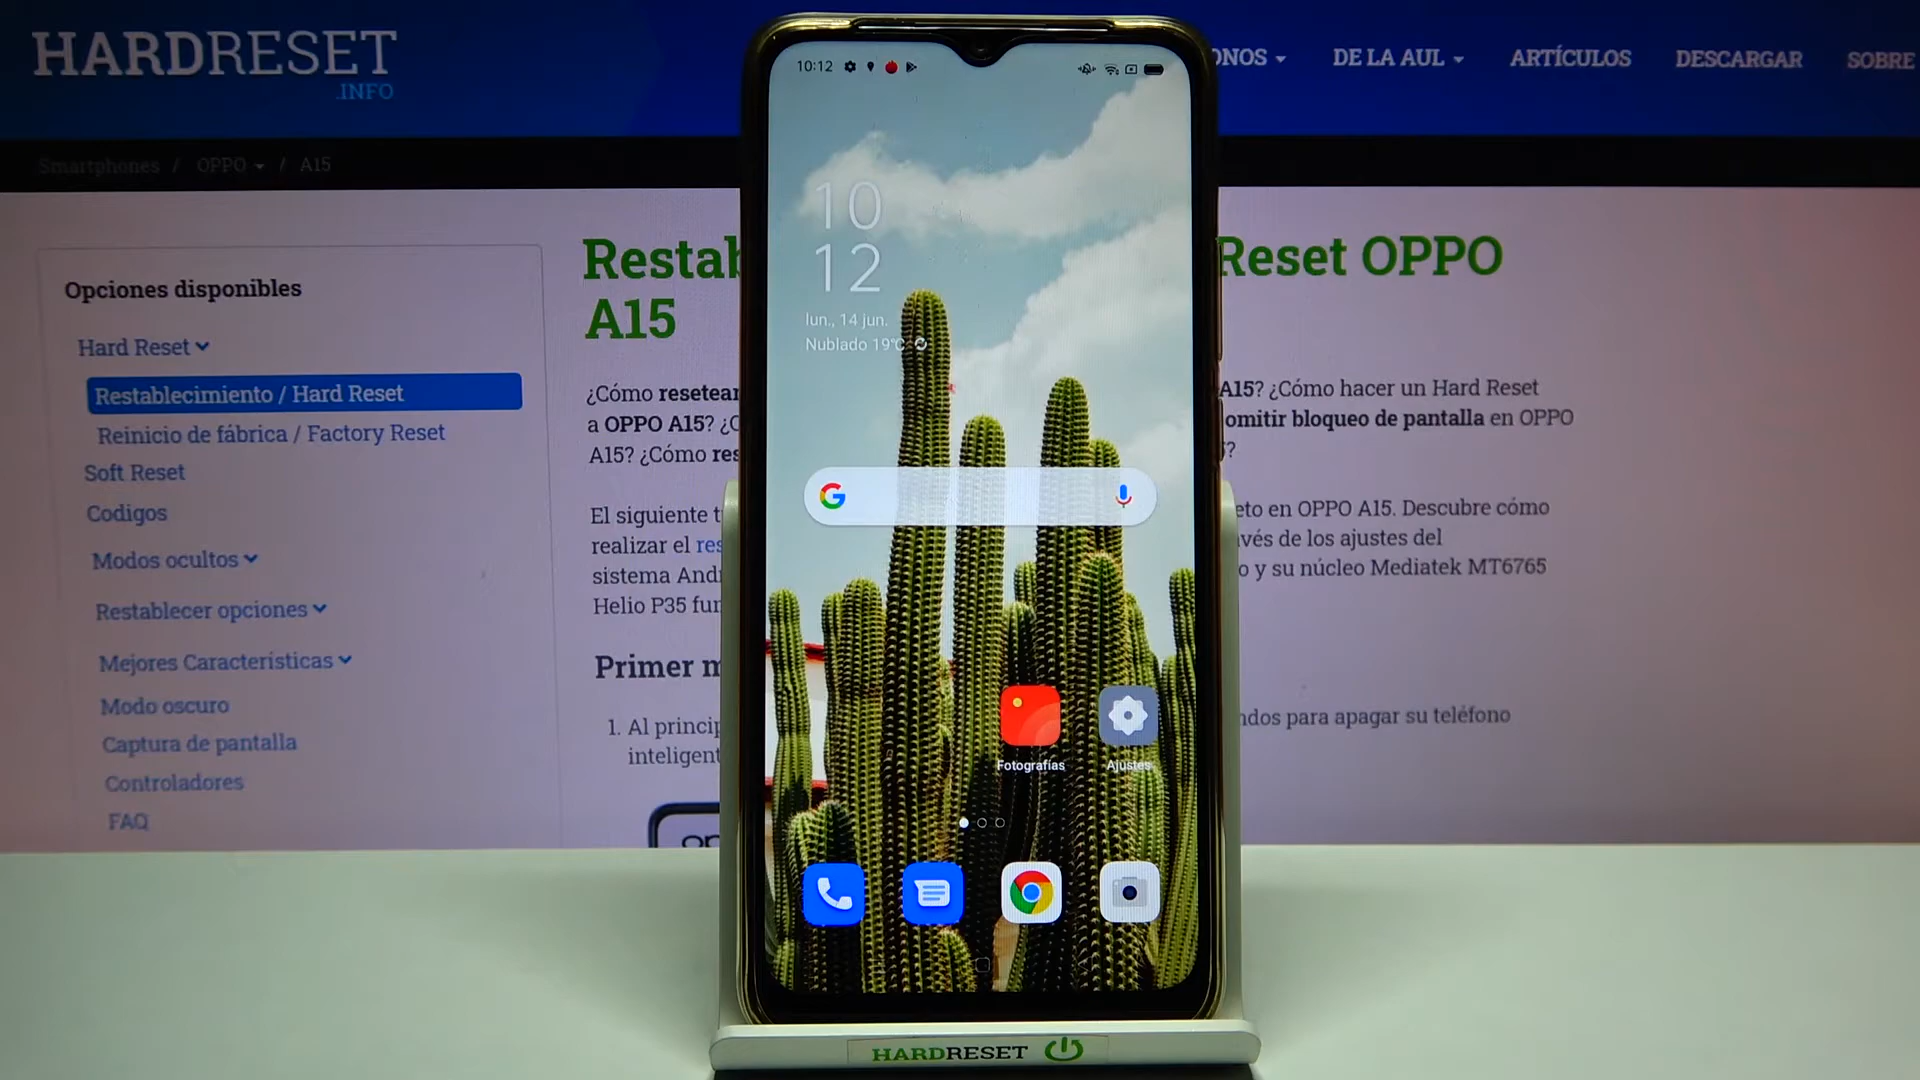 HARDRESET
.INFO
ONOS
DE LA AUL
ARTÍCULOS
DESCARGAR
SOBRE
Smartphones / OPPO / A15
Opciones disponibles
Hard Reset
Restablecimiento / Hard Reset
Reinicio de fábrica / Factory Reset
Soft Reset
Codigos
Modos ocultos
Restablecer opciones
Mejores Características
Modo oscuro
Captura de pantalla
Controladores
FAQ
Restab
Reset OPPO
A15
¿Cómo resetear
A15? ¿Cómo hacer un Hard Reset
a OPPO A15? ¿C
omitir bloqueo de pantalla en OPPO
A15? ¿Cómo res
?
El siguiente t
eto en OPPO A15. Descubre cómo
realizar el res
vés de los ajustes del
sistema Andr
o y su núcleo Mediatek MT6765
Helio P35 fun
Primer m
1. Al princip
ndos para apagar su teléfono
inteligent
10:12
10
12
lun., 14 jun.
Nublado 19°C
G
Fotografías
Ajustes
HARDRESET